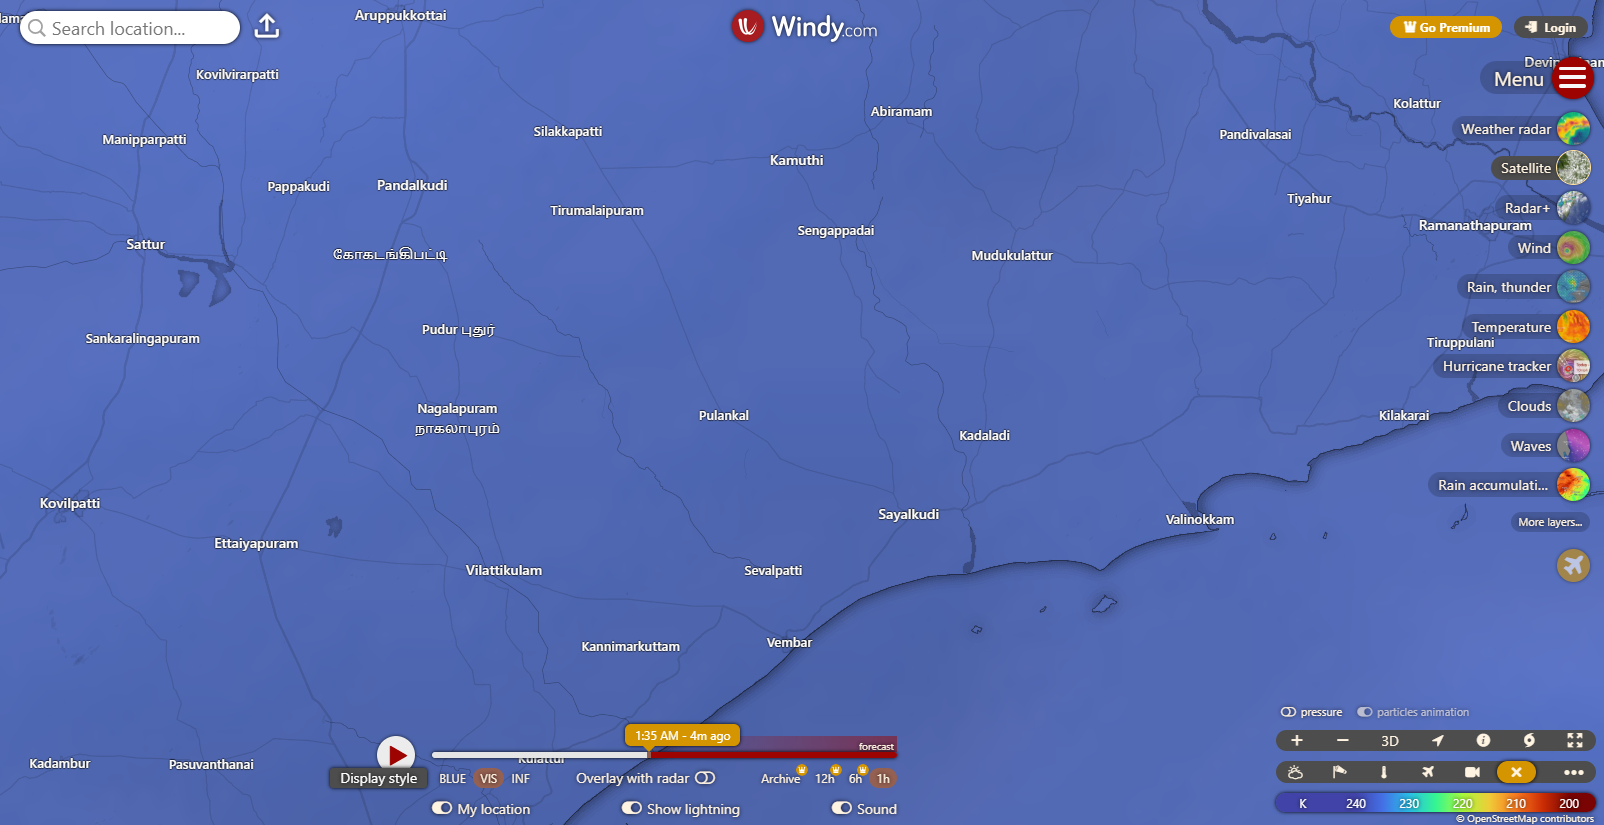 Aruppukkottai
Search location...
Windy.com
Go Premium
Login
Menu
Kovilvirarpatti
Abiramam
Kolattur
Manipparpatti
Silakkapatti
Pandivalasai
Weather radar
Kamuthi
Satellite
Pappakudi
Pandalkudi
Tirumalaipuram
Tiyahur
Radar+
Sengappadai
Ramanathapuram
Sattur
கோகடங்கிபட்டி
Mudukulattur
Wind
Rain, thunder
Pudur புதுர்
Temperature
Sankaralingapuram
Tiruppulani
Hurricane tracker
Nagalapuram
நாகலாபுரம்
Pulankal
Kadaladi
Kilakarai
Clouds
Waves
Rain accumulati...
Kovilpatti
Sayalkudi
Valinokkam
More layers...
Ettaiyapuram
Vilattikulam
Sevalpatti
Kannimarkuttam
Vembar
pressure
particles animation
1:35 AM - 4m ago
forecast
3D
Kadambur
Pasuvanthanai
Display style
BLUE
VIS
INF
Overlay with radar
Archive
12h
6h
1h
My location
Show lightning
Sound
K 240 230 220 210 200
© OpenStreetMap contributors